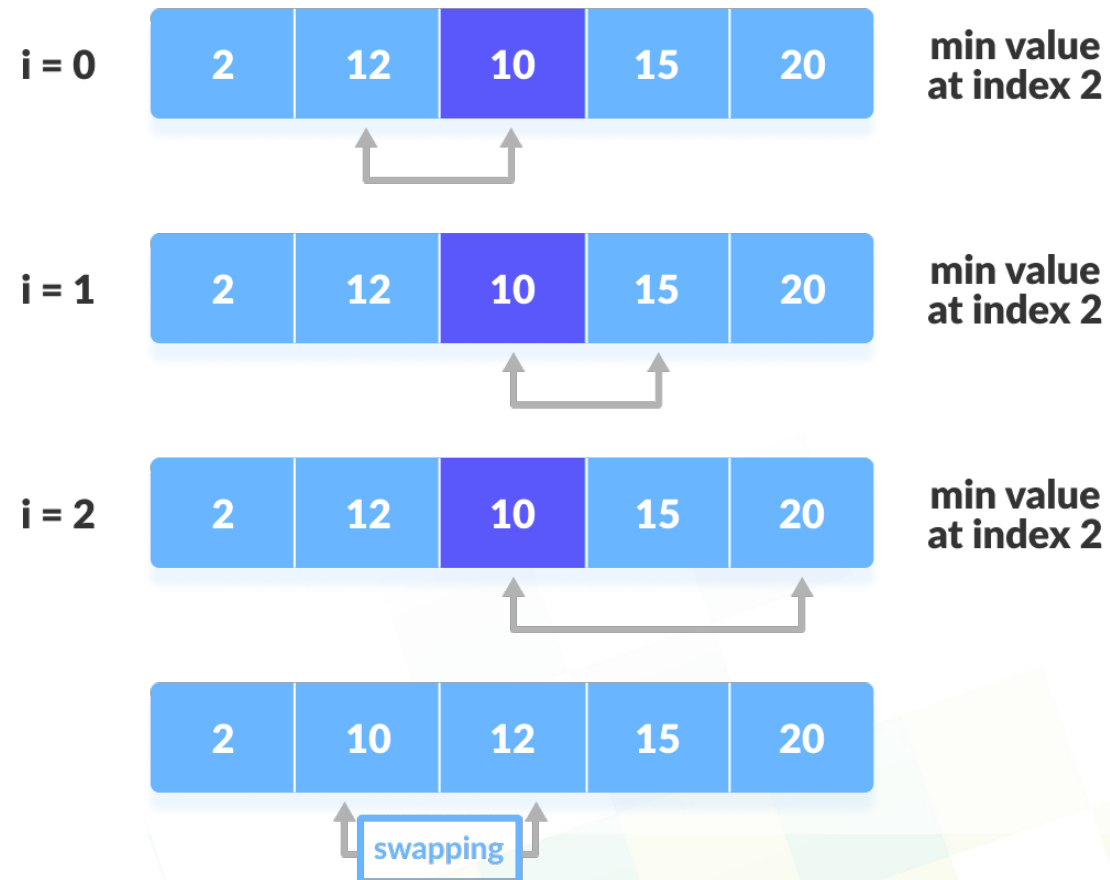 i = 0
2 12 10 15 20
min value
at index 2
i = 1
2 12 10 15 20
min value
at index 2
i = 2
2 12 10 15 20
min value
at index 2
2 10 12 15 20
swapping